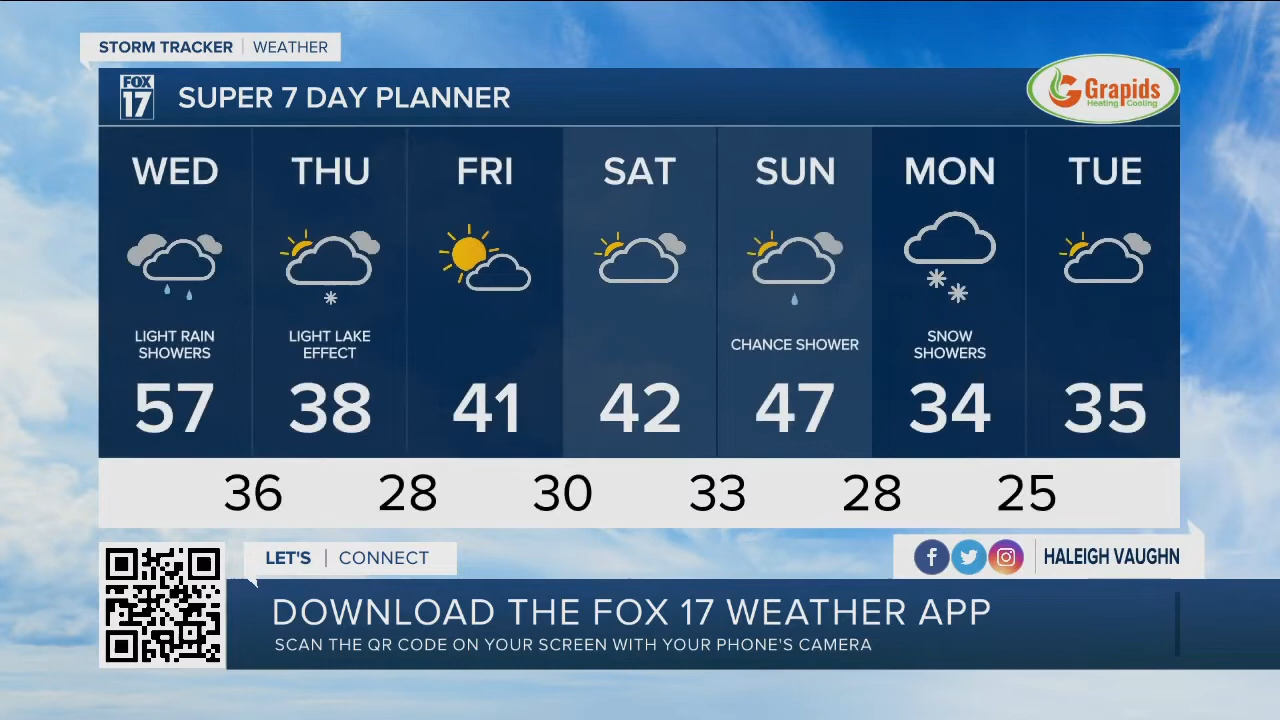 STORM TRACKER | WEATHER
FOX
17
SUPER 7 DAY PLANNER
Grapids
Heating & Cooling
WED THU FRI SAT SUN MON TUE
LIGHT RAIN
SHOWERS
LIGHT LAKE
EFFECT
CHANCE SHOWER
SNOW
SHOWERS
57 38 41 42 47 34 35
36 28 30 33 28 25
LET'S | CONNECT
HALEIGH VAUGHN
DOWNLOAD THE FOX 17 WEATHER APP
SCAN THE QR CODE ON YOUR SCREEN WITH YOUR PHONE'S CAMERA